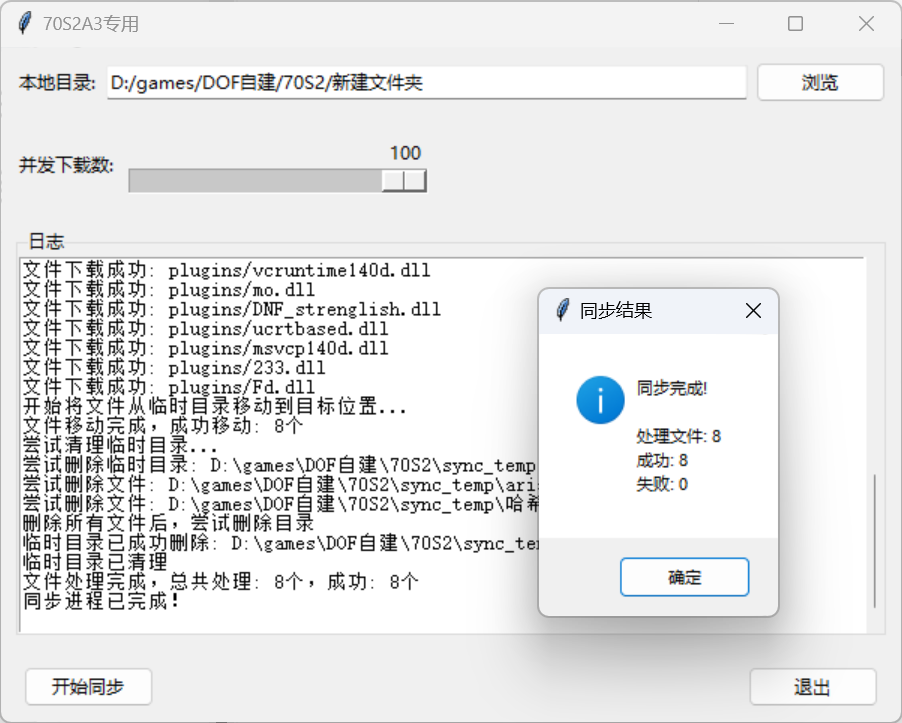 70S2A3专用
本地目录: D:/games/DOF自建/70S2/新建文件夹 浏览
100
并发下载数:
日志
文件下载成功: plugins/vcruntime140d.dll
文件下载成功: plugins/mo.dll
文件下载成功: plugins/DNF_strenglish.dll
文件下载成功: plugins/ucrtbased.dll
文件下载成功: plugins/msvcp140d.dll
文件下载成功: plugins/233.dll
文件下载成功: plugins/Fd.dll
开始将文件从临时目录移动到目标位置...
文件移动完成，成功移动: 8个
尝试清理临时目录...
尝试删除临时目录: D:\games\DOF自建\70S2\sync_temp
尝试删除文件: D:\games\DOF自建\70S2\sync_temp\aris
尝试删除文件: D:\games\DOF自建\70S2\sync_temp\哈希
删除所有文件后，尝试删除目录
临时目录已成功删除: D:\games\DOF自建\70S2\sync_tem
临时目录已清理
文件处理完成，总共处理: 8个，成功: 8个
同步进程已完成!
同步结果
同步完成!
处理文件: 8
成功: 8
失败: 0
确定
开始同步 退出